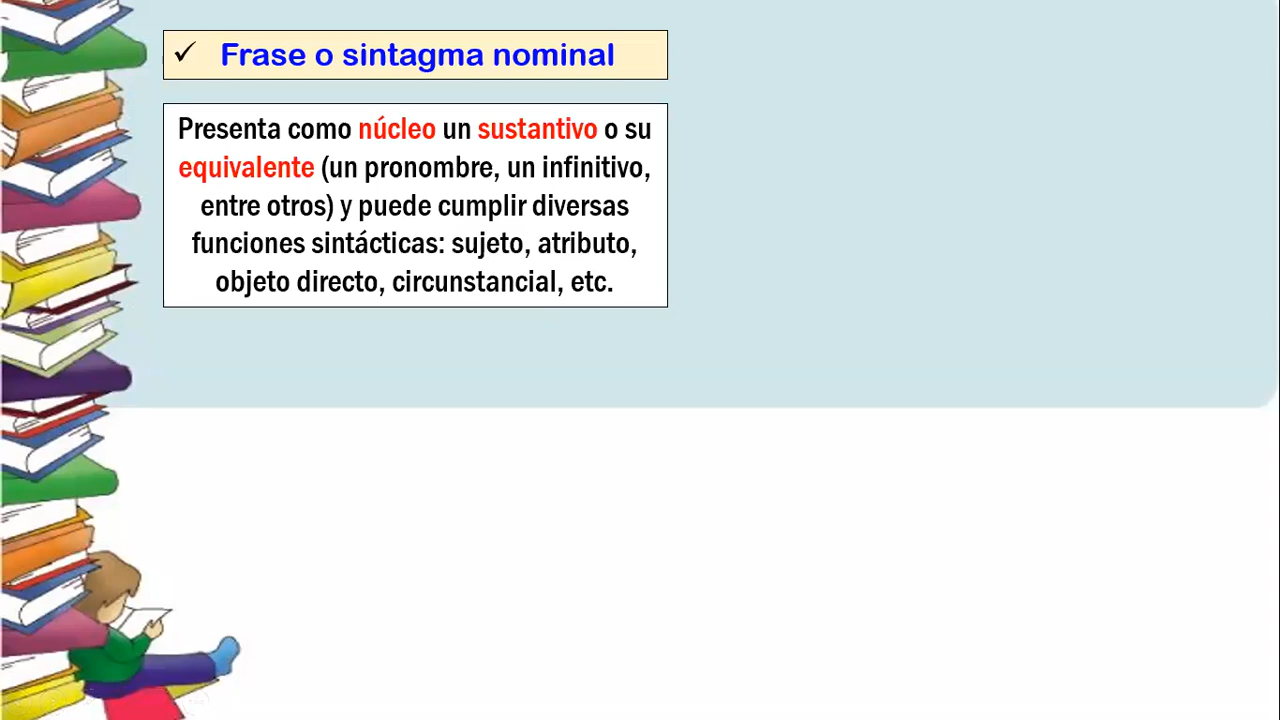 ✓ Frase o sintagma nominal
Presenta como núcleo un sustantivo o su
equivalente (un pronombre, un infinitivo,
entre otros) y puede cumplir diversas
funciones sintácticas: sujeto, atributo,
objeto directo, circunstancial, etc.